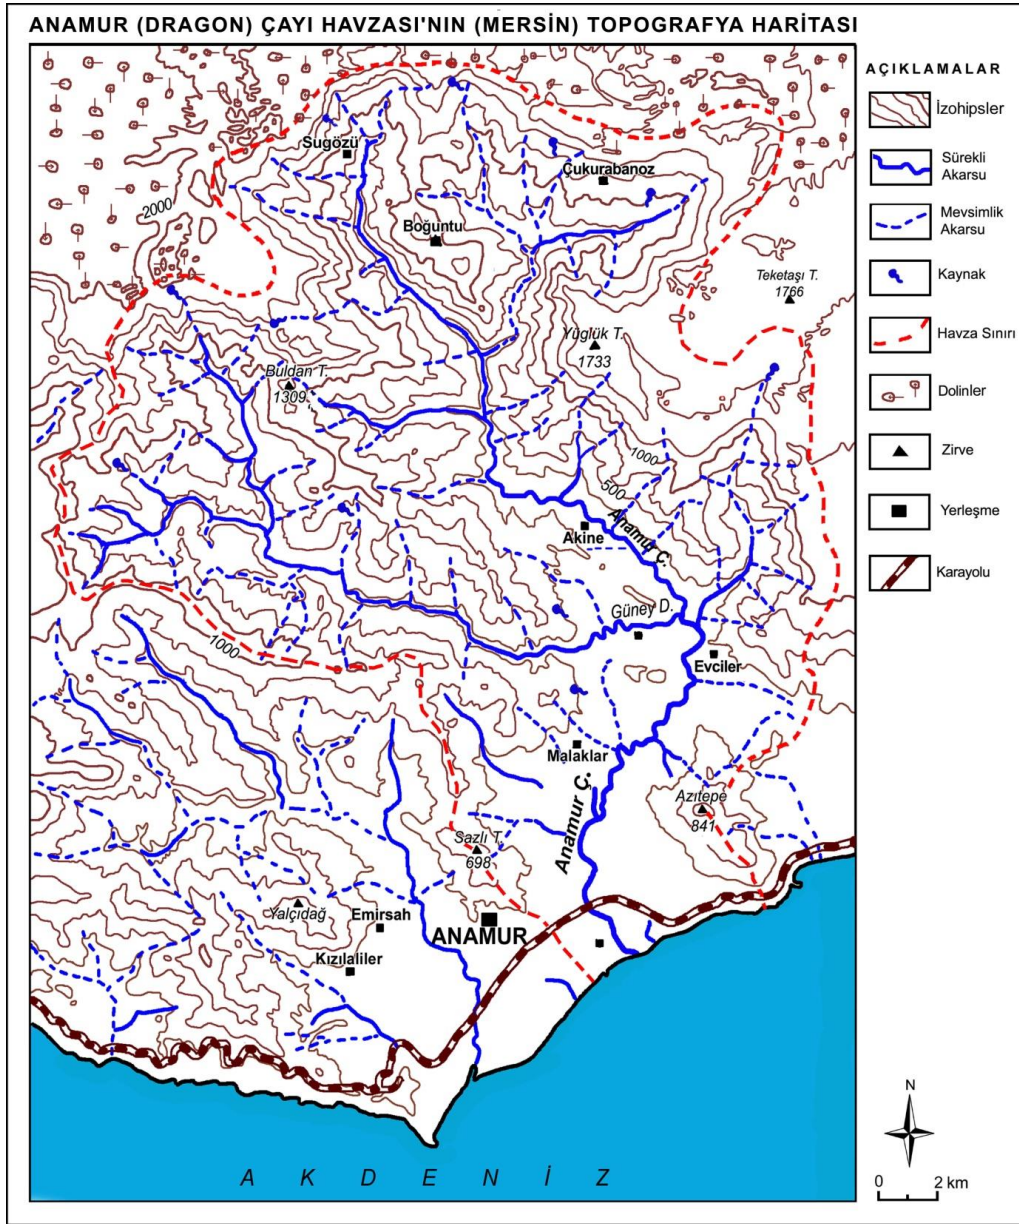 ANAMUR (DRAGON) ÇAYI HAVZASI'NIN (MERSİN) TOPOGRAFYA HARİTASI
AÇIKLAMALAR
İzohipsler
Sürekli
Akarsu
Mevsimlik
Akarsu
Kaynak
Havza Sınırı
Dolinler
Zirve
Yerleşme
Karayolu
Sugözü
Çukurabanoz
2000
Boğuntu
Teketaşı T.
1766
Yüglük T.
1733
Buldan T.
1309
1000
500
Anamur Ç.
Akine
Güney D.
1000
Evciler
Malaklar
Anamur Ç.
Azıtepe
841
Sazlı T.
698
Yalçıdağ
Emirsah
ANAMUR
Kızılaliler
AKDENİZ
N
0 2 km